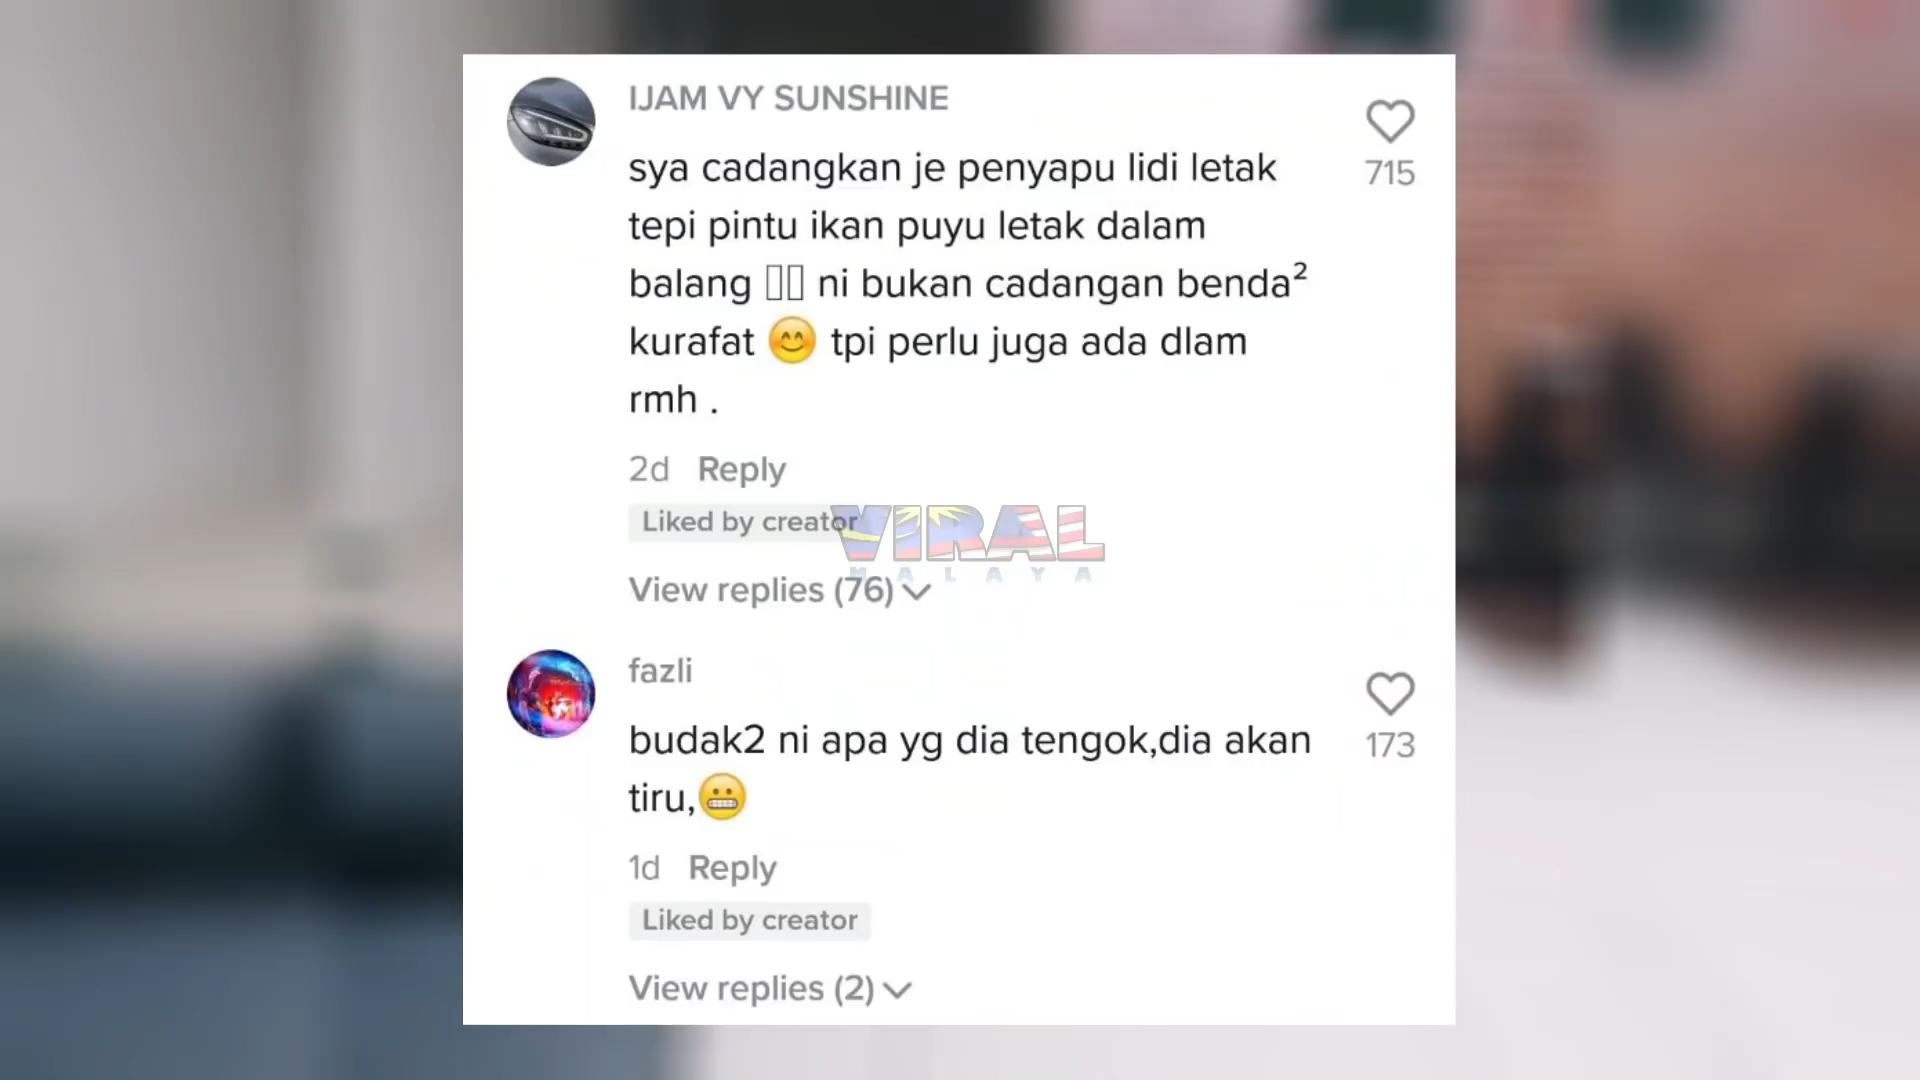 IJAM VY SUNSHINE
sya cadangkan je penyapu lidi letak
tepi pintu ikan puyu letak dalam
balang ni bukan cadangan benda²
kurafat 😊 tpi perlu juga ada dlam
rmh .
715
2d Reply
Liked by creator
VIRAL
MALAYA
View replies (76)
fazli
budak2 ni apa yg dia tengok,dia akan
tiru,😬
173
1d Reply
Liked by creator
View replies (2)